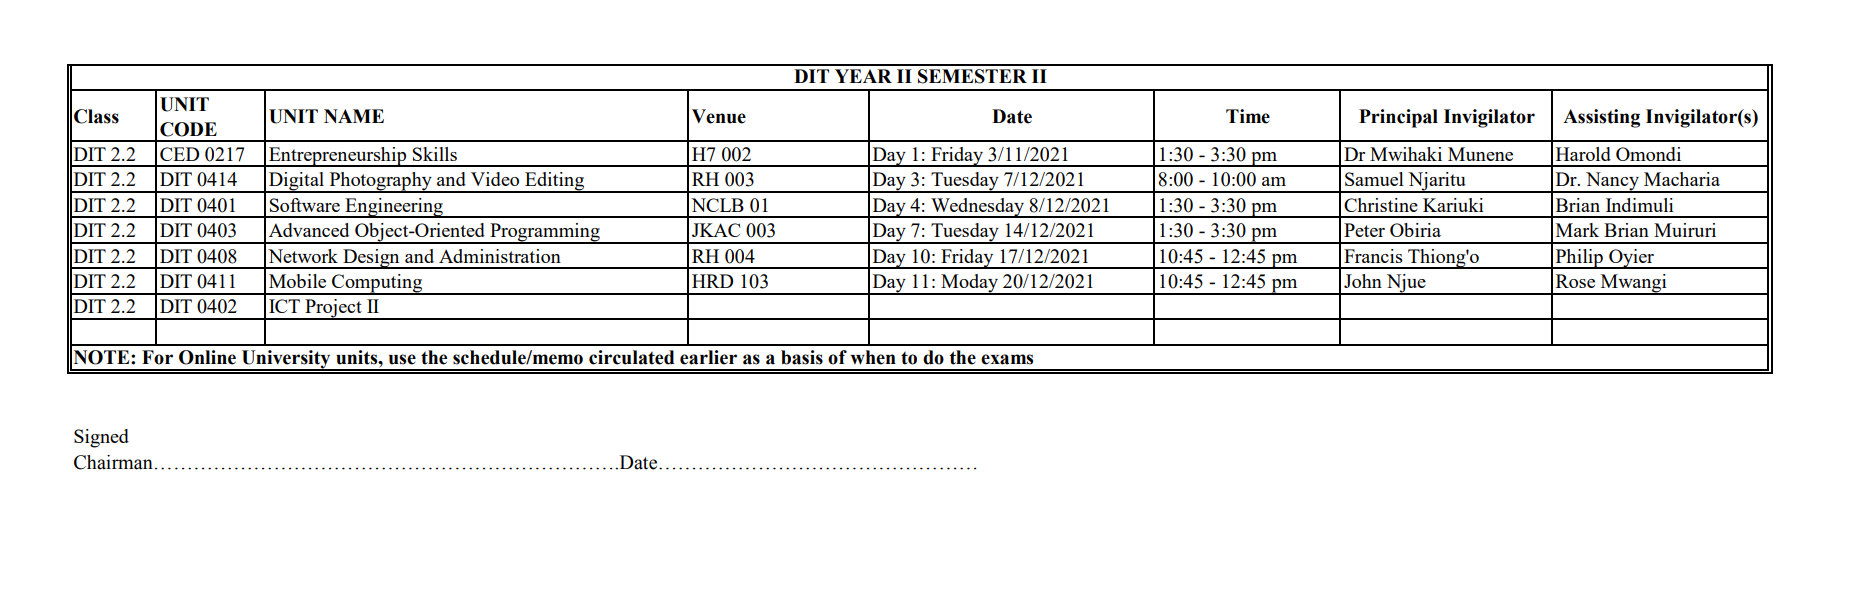 DIT YEAR II SEMESTER II
Class UNIT CODE UNIT NAME Venue Date Time Principal Invigilator Assisting Invigilator(s)
DIT 2.2 CED 0217 Entrepreneurship Skills H7 002 Day 1: Friday 3/11/2021 1:30 - 3:30 pm Dr Mwihaki Munene Harold Omondi
DIT 2.2 DIT 0414 Digital Photography and Video Editing RH 003 Day 3: Tuesday 7/12/2021 8:00 - 10:00 am Samuel Njaritu Dr. Nancy Macharia
DIT 2.2 DIT 0401 Software Engineering NCLB 01 Day 4: Wednesday 8/12/2021 1:30 - 3:30 pm Christine Kariuki Brian Indimuli
DIT 2.2 DIT 0403 Advanced Object-Oriented Programming JKAC 003 Day 7: Tuesday 14/12/2021 1:30 - 3:30 pm Peter Obiria Mark Brian Muiruri
DIT 2.2 DIT 0408 Network Design and Administration RH 004 Day 10: Friday 17/12/2021 10:45 - 12:45 pm Francis Thiong'o Philip Oyier
DIT 2.2 DIT 0411 Mobile Computing HRD 103 Day 11: Moday 20/12/2021 10:45 - 12:45 pm John Njue Rose Mwangi
DIT 2.2 DIT 0402 ICT Project II
NOTE: For Online University units, use the schedule/memo circulated earlier as a basis of when to do the exams
Signed
Chairman…………………………………………………………….Date…………………………………………